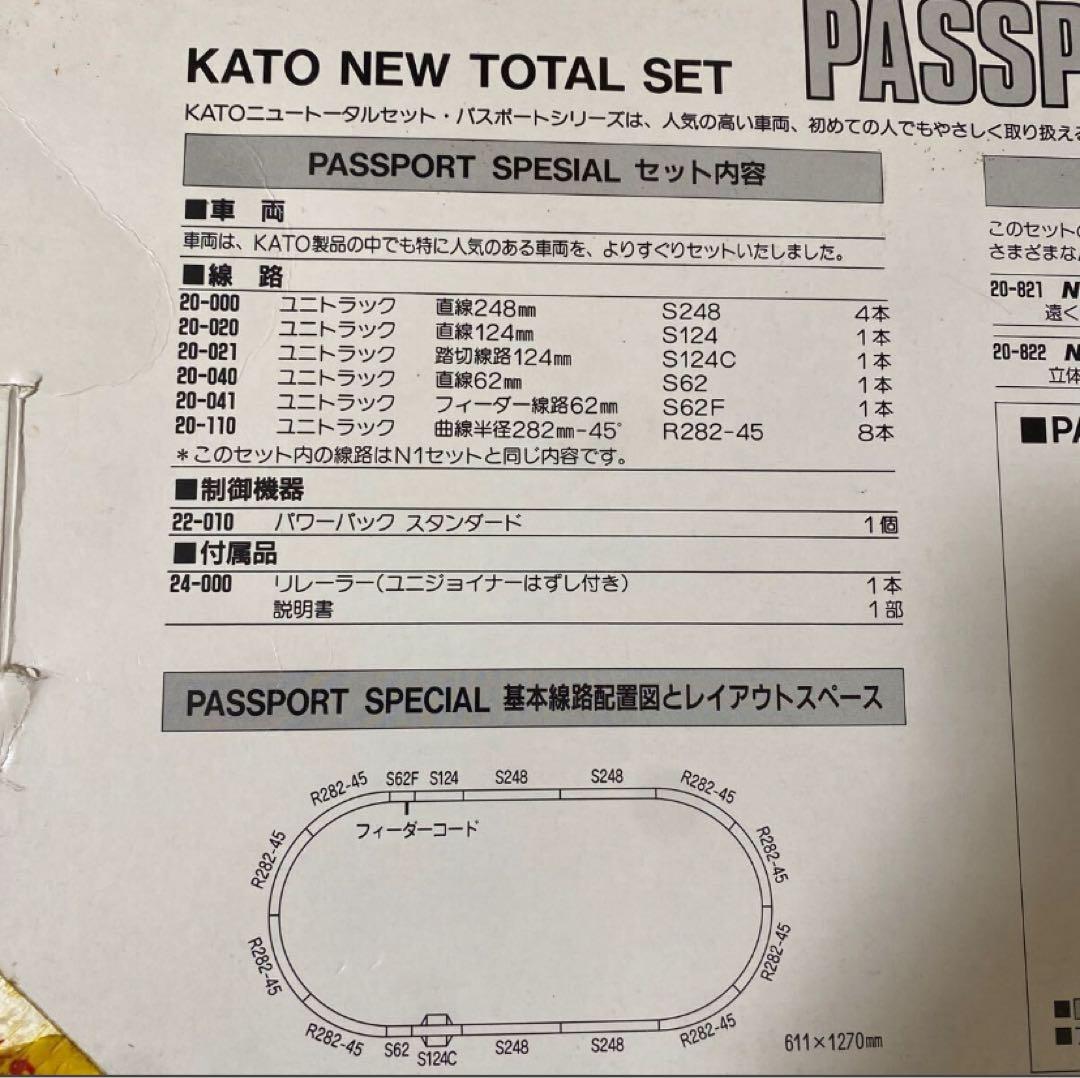 PASSP
KATO NEW TOTAL SET
KATOニュートータルセット・パスポートシリーズは、人気の高い車両、初めての人でもやさしく取り扱える
PASSPORT SPESIAL セット内容
■車 両
車両は、KATO製品の中でも特に人気のある車両を、よりすぐりセットいたしました。
■線 路
20-000 ユニトラック 直線248㎜ S248 4本
20-020 ユニトラック 直線124㎜ S124 1本
20-021 ユニトラック 踏切線路124㎜ S124C 1本
20-040 ユニトラック 直線62㎜ S62 1本
20-041 ユニトラック フィーダー線路62㎜ S62F 1本
20-110 ユニトラック 曲線半径282㎜-45° R282-45 8本
＊このセット内の線路はN1セットと同じ内容です。
■制御機器
22-010 パワーパック スタンダード 1個
■付属品
24-000 リレーラー（ユニジョイナーはずし付き） 1本
説明書 1部
PASSPORT SPECIAL 基本線路配置図とレイアウトスペース
R282-45 S62F S124 S248 S248 R282-45
フィーダーコード
R282-45 R282-45
R282-45 R282-45
R282-45 S62 S124C S248 S248 R282-45
611×1270㎜
このセットの
さまざまな
20-821 N
遠く
20-822 N
立体
■PA